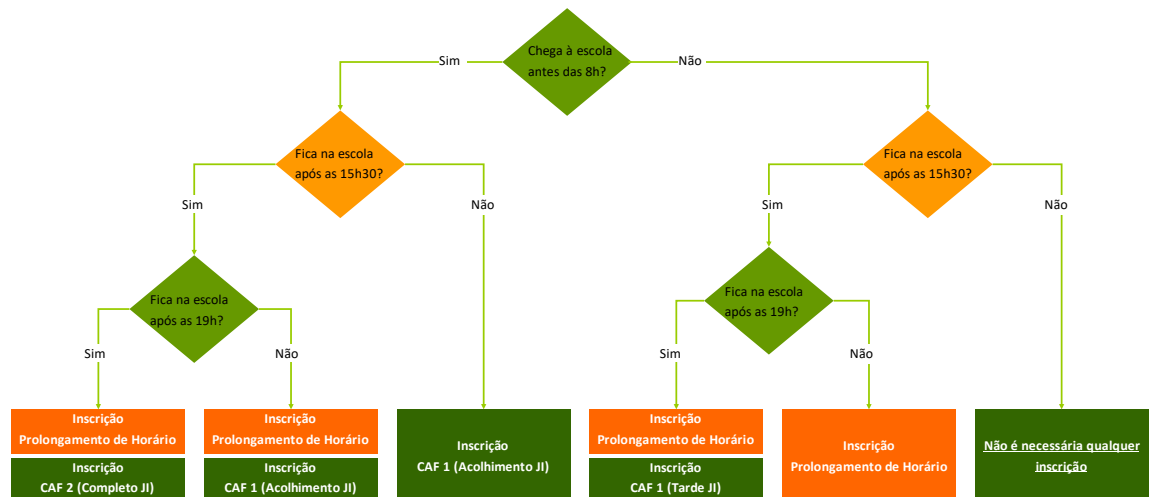 Chega à escola
antes das 8h?
Sim
Não
Fica na escola
após as 15h30?
Fica na escola
após as 15h30?
Sim
Não
Sim
Não
Fica na escola
após as 19h?
Fica na escola
após as 19h?
Sim
Não
Sim
Não
Inscrição
Prolongamento de Horário
CAF 2 (Completo JI)
Inscrição
Inscrição
Prolongamento de Horário
Inscrição
CAF 1 (Acolhimento JI)
Inscrição
CAF 1 (Acolhimento JI)
Inscrição
Prolongamento de Horário
Inscrição
CAF 1 (Tarde JI)
Inscrição
Prolongamento de Horário
Não é necessária qualquer
inscrição